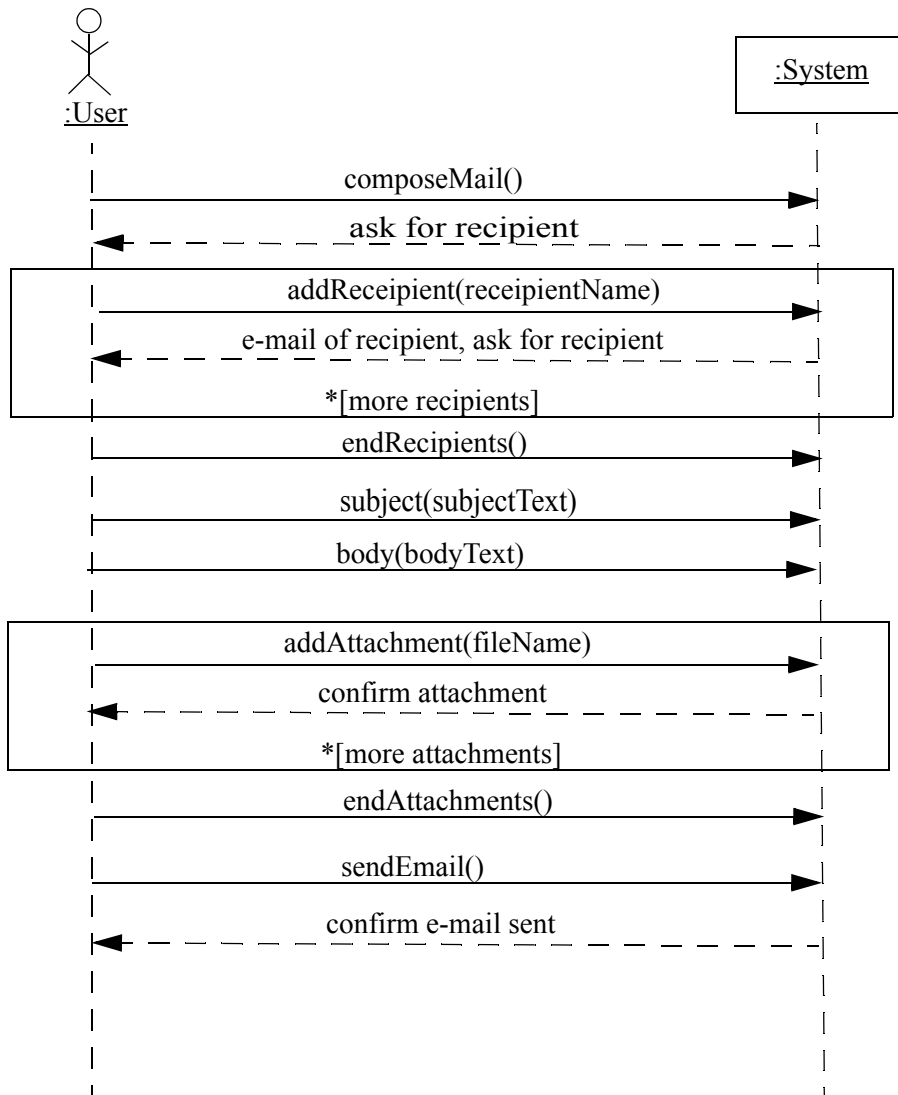 :User
:System
composeMail()
ask for recipient
addReceipient(receipientName)
e-mail of recipient, ask for recipient
*[more recipients]
endRecipients()
subject(subjectText)
body(bodyText)
addAttachment(fileName)
confirm attachment
*[more attachments]
endAttachments()
sendEmail()
confirm e-mail sent